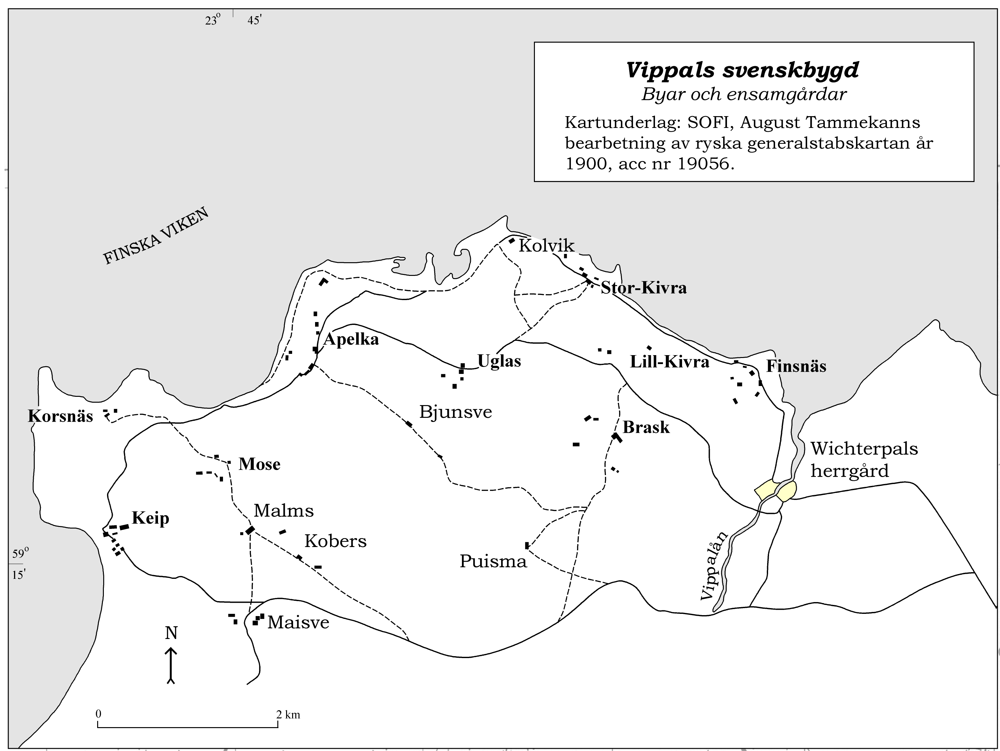 23° 45'
Vippals svenskbygd
Byar och ensamgårdar
Kartunderlag: SOFI, August Tammekanns
bearbetning av ryska generalstabskartan år
1900, acc nr 19056.
FINSKA VIKEN
Kolvik
Stor-Kivra
Apelka
Uglas
Lill-Kivra
Finsnäs
Korsnäs
Bjunsve
Brask
Wichterpals
herrgård
Mose
Malms
Keip
Kobers
Puisma
Vippalån
59°
15'
Maisve
N
0 2 km